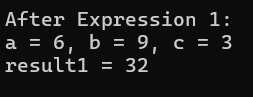 After Expression 1:
a = 6, b = 9, c = 3
result1 = 32